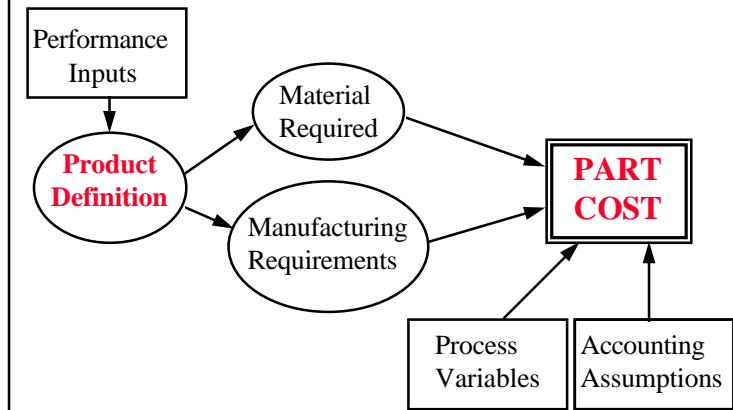 Performance
Inputs
Product
Definition
Material
Required
Manufacturing
Requirements
PART
COST
Process
Variables
Accounting
Assumptions